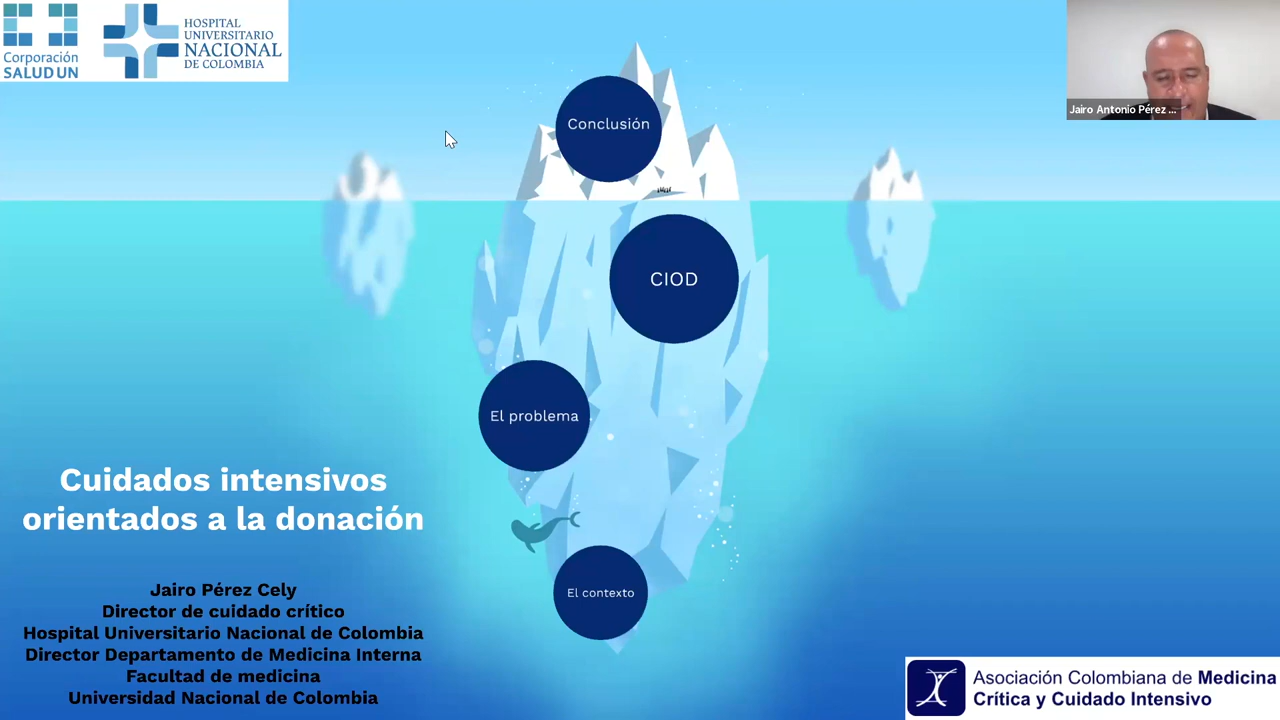 Corporación
SALUD UN
HOSPITAL
UNIVERSITARIO
NACIONAL
DE COLOMBIA
Jairo Antonio Pérez ...
Conclusión
CIOD
El problema
El contexto
Cuidados intensivos
orientados a la donación
Jairo Pérez Cely
Director de cuidado crítico
Hospital Universitario Nacional de Colombia
Director Departamento de Medicina Interna
Facultad de medicina
Universidad Nacional de Colombia
Asociación Colombiana de Medicina
Crítica y Cuidado Intensivo